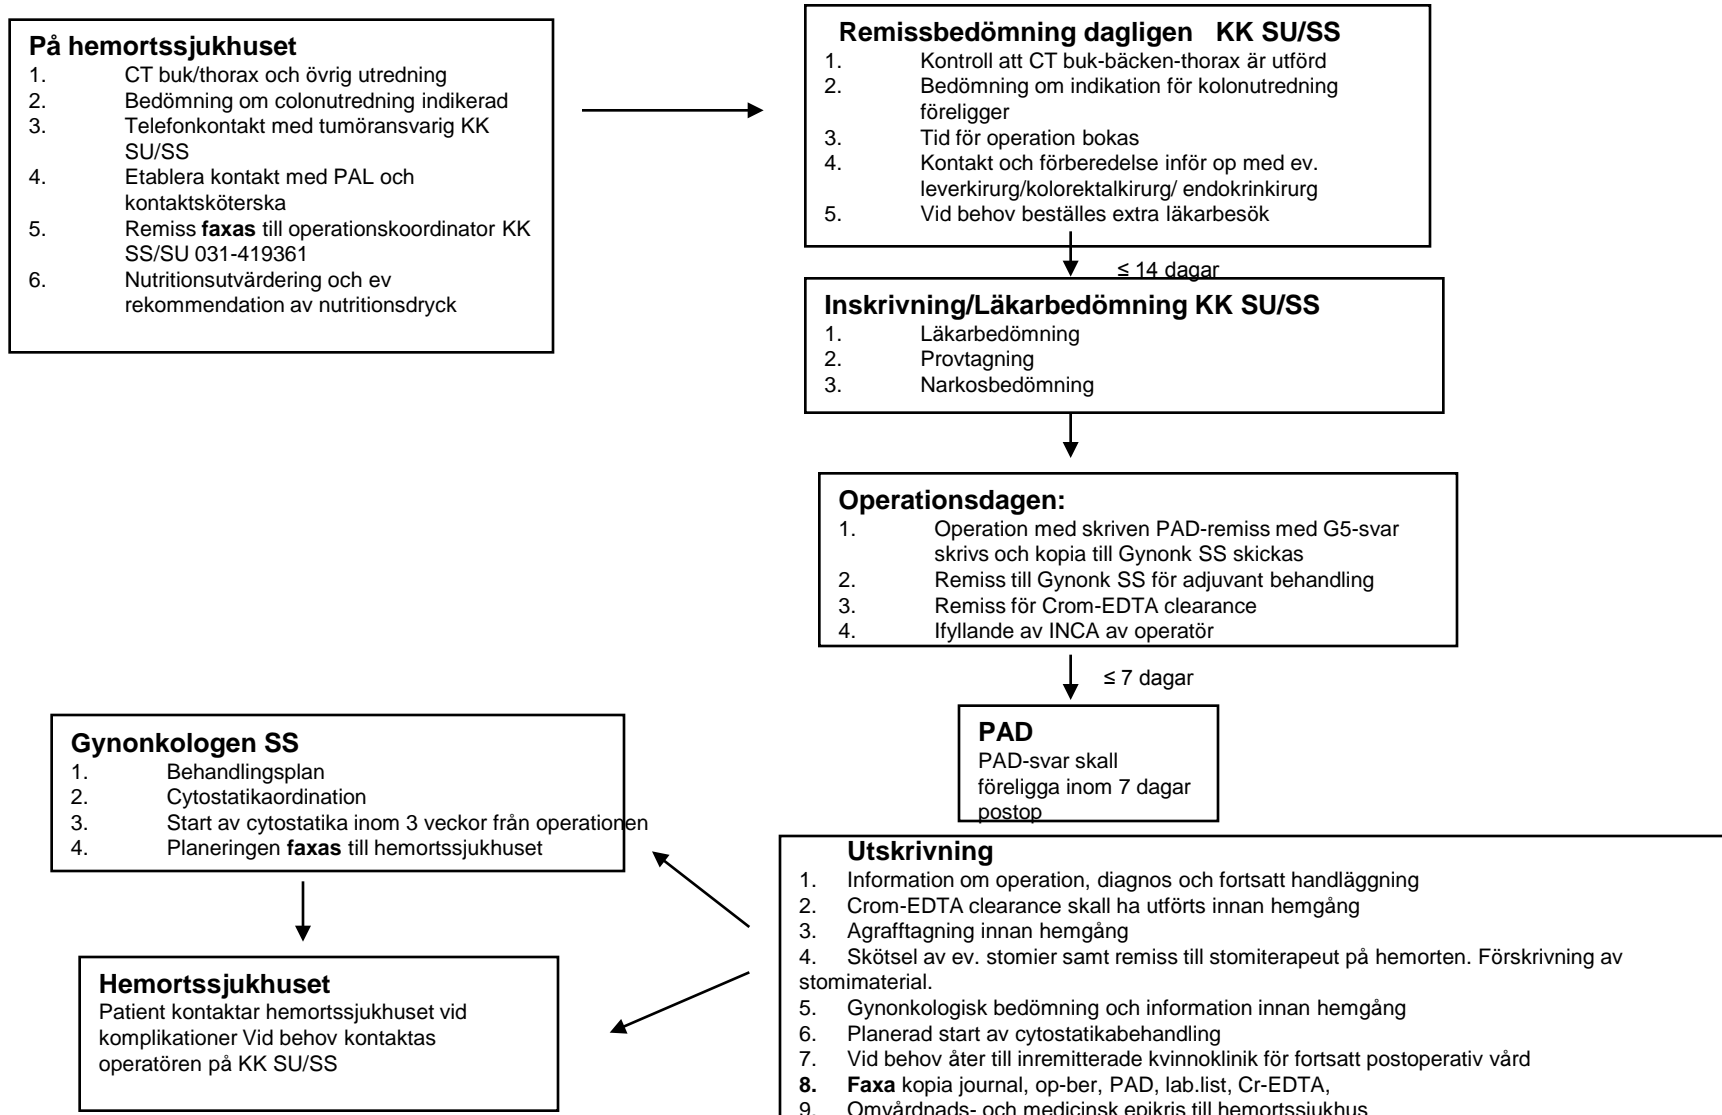 På hemortssjukhuset
1. CT buk/thorax och övrig utredning
2. Bedömning om colonutredning indikerad
3. Telefonkontakt med tumöransvarig KK
SU/SS
4. Etablera kontakt med PAL och
kontaktsköterska
5. Remiss faxas till operationskoordinator KK
SS/SU 031-419361
6. Nutritionsutvärdering och ev
rekommendation av nutritionsdryck
Remissbedömning dagligen KK SU/SS
1. Kontroll att CT buk-bäcken-thorax är utförd
2. Bedömning om indikation för kolonutredning
föreligger
3. Tid för operation bokas
4. Kontakt och förberedelse inför op med ev.
leverkirurg/kolorektalkirurg/ endokrinkirurg
5. Vid behov beställes extra läkarbesök
≤ 14 dagar
Inskrivning/Läkarbedömning KK SU/SS
1. Läkarbedömning
2. Provtagning
3. Narkosbedömning
Operationsdagen:
1. Operation med skriven PAD-remiss med G5-svar
skrivs och kopia till Gynonk SS skickas
2. Remiss till Gynonk SS för adjuvant behandling
3. Remiss för Crom-EDTA clearance
4. Ifyllande av INCA av operatör
≤ 7 dagar
PAD
PAD-svar skall
föreligga inom 7 dagar
postop
Utskrivning
1. Information om operation, diagnos och fortsatt handläggning
2. Crom-EDTA clearance skall ha utförts innan hemgång
3. Agrafftagning innan hemgång
4. Skötsel av ev. stomier samt remiss till stomiterapeut på hemorten. Förskrivning av
stomimaterial.
5. Gynonkologisk bedömning och information innan hemgång
6. Planerad start av cytostatikabehandling
7. Vid behov åter till inremitterade kvinnoklinik för fortsatt postoperativ vård
8. Faxa kopia journal, op-ber, PAD, lab.list, Cr-EDTA,
9. Omvårdnads- och medicinsk epikris till hemortssjukhus
Gynonkologen SS
1. Behandlingsplan
2. Cytostatikaordination
3. Start av cytostatika inom 3 veckor från operationen
4. Planeringen faxas till hemortssjukhuset
Hemortssjukhuset
Patient kontaktar hemortssjukhuset vid
komplikationer Vid behov kontaktas
operatören på KK SU/SS